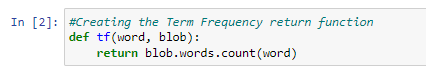 In [2]: #Creating the Term Frequency return function
def tf(word, blob):
    return blob.words.count(word)